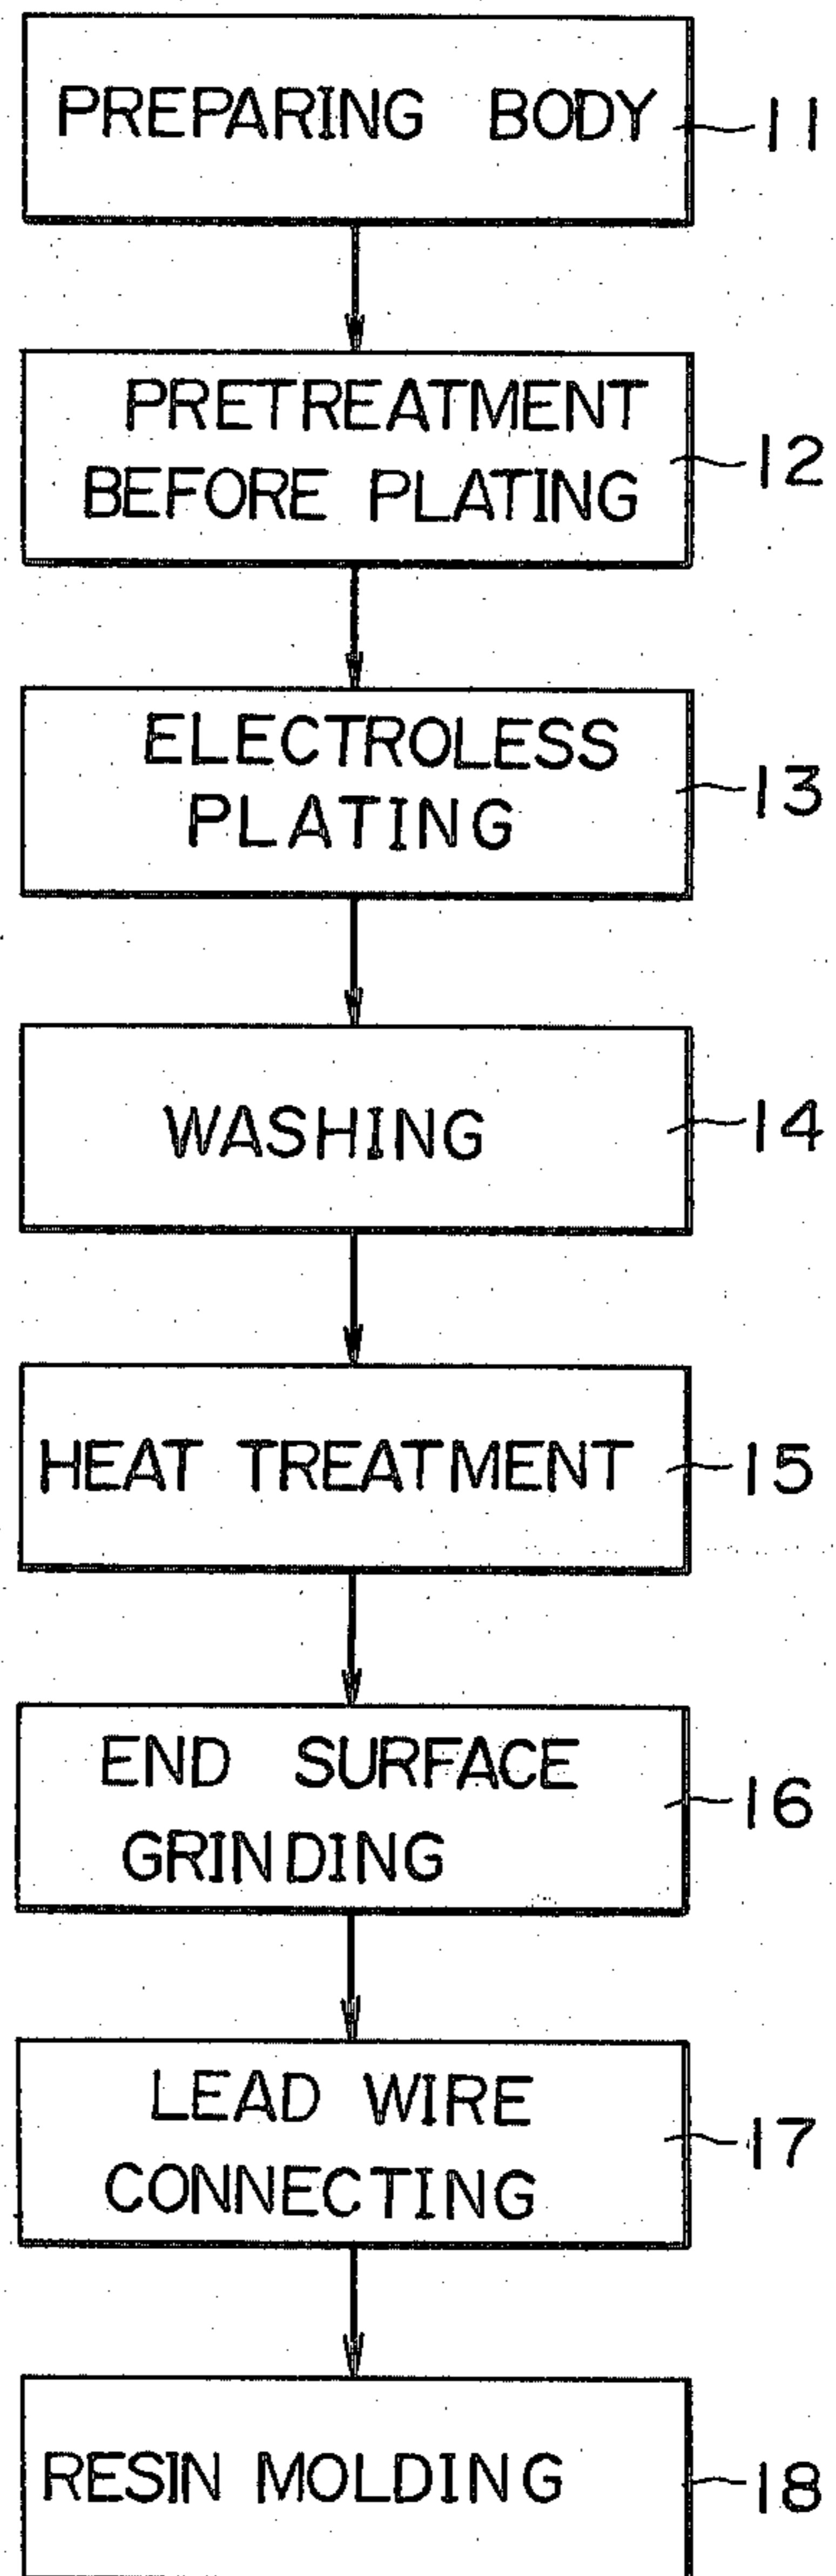 PREPARING BODY 11
PRETREATMENT
BEFORE PLATING
12
ELECTROLESS
PLATING
13
WASHING 14
HEAT TREATMENT 15
END SURFACE
GRINDING
16
LEAD WIRE
CONNECTING
17
RESIN MOLDING 18